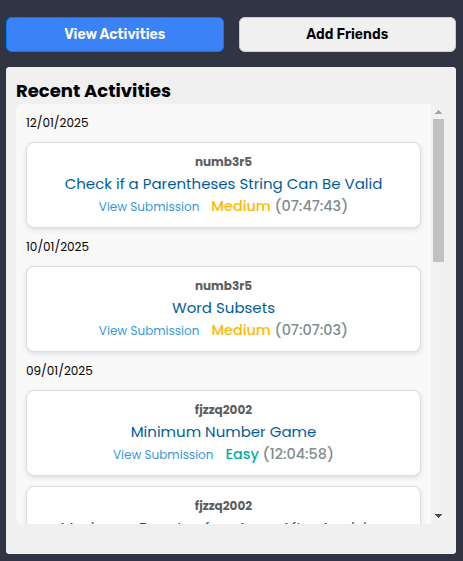 View Activities
Add Friends
Recent Activities
12/01/2025
numb3r5
Check if a Parentheses String Can Be Valid
View Submission Medium (07:47:43)
10/01/2025
numb3r5
Word Subsets
View Submission Medium (07:07:03)
09/01/2025
fjzzq2002
Minimum Number Game
View Submission Easy (12:04:58)
fjzzq2002